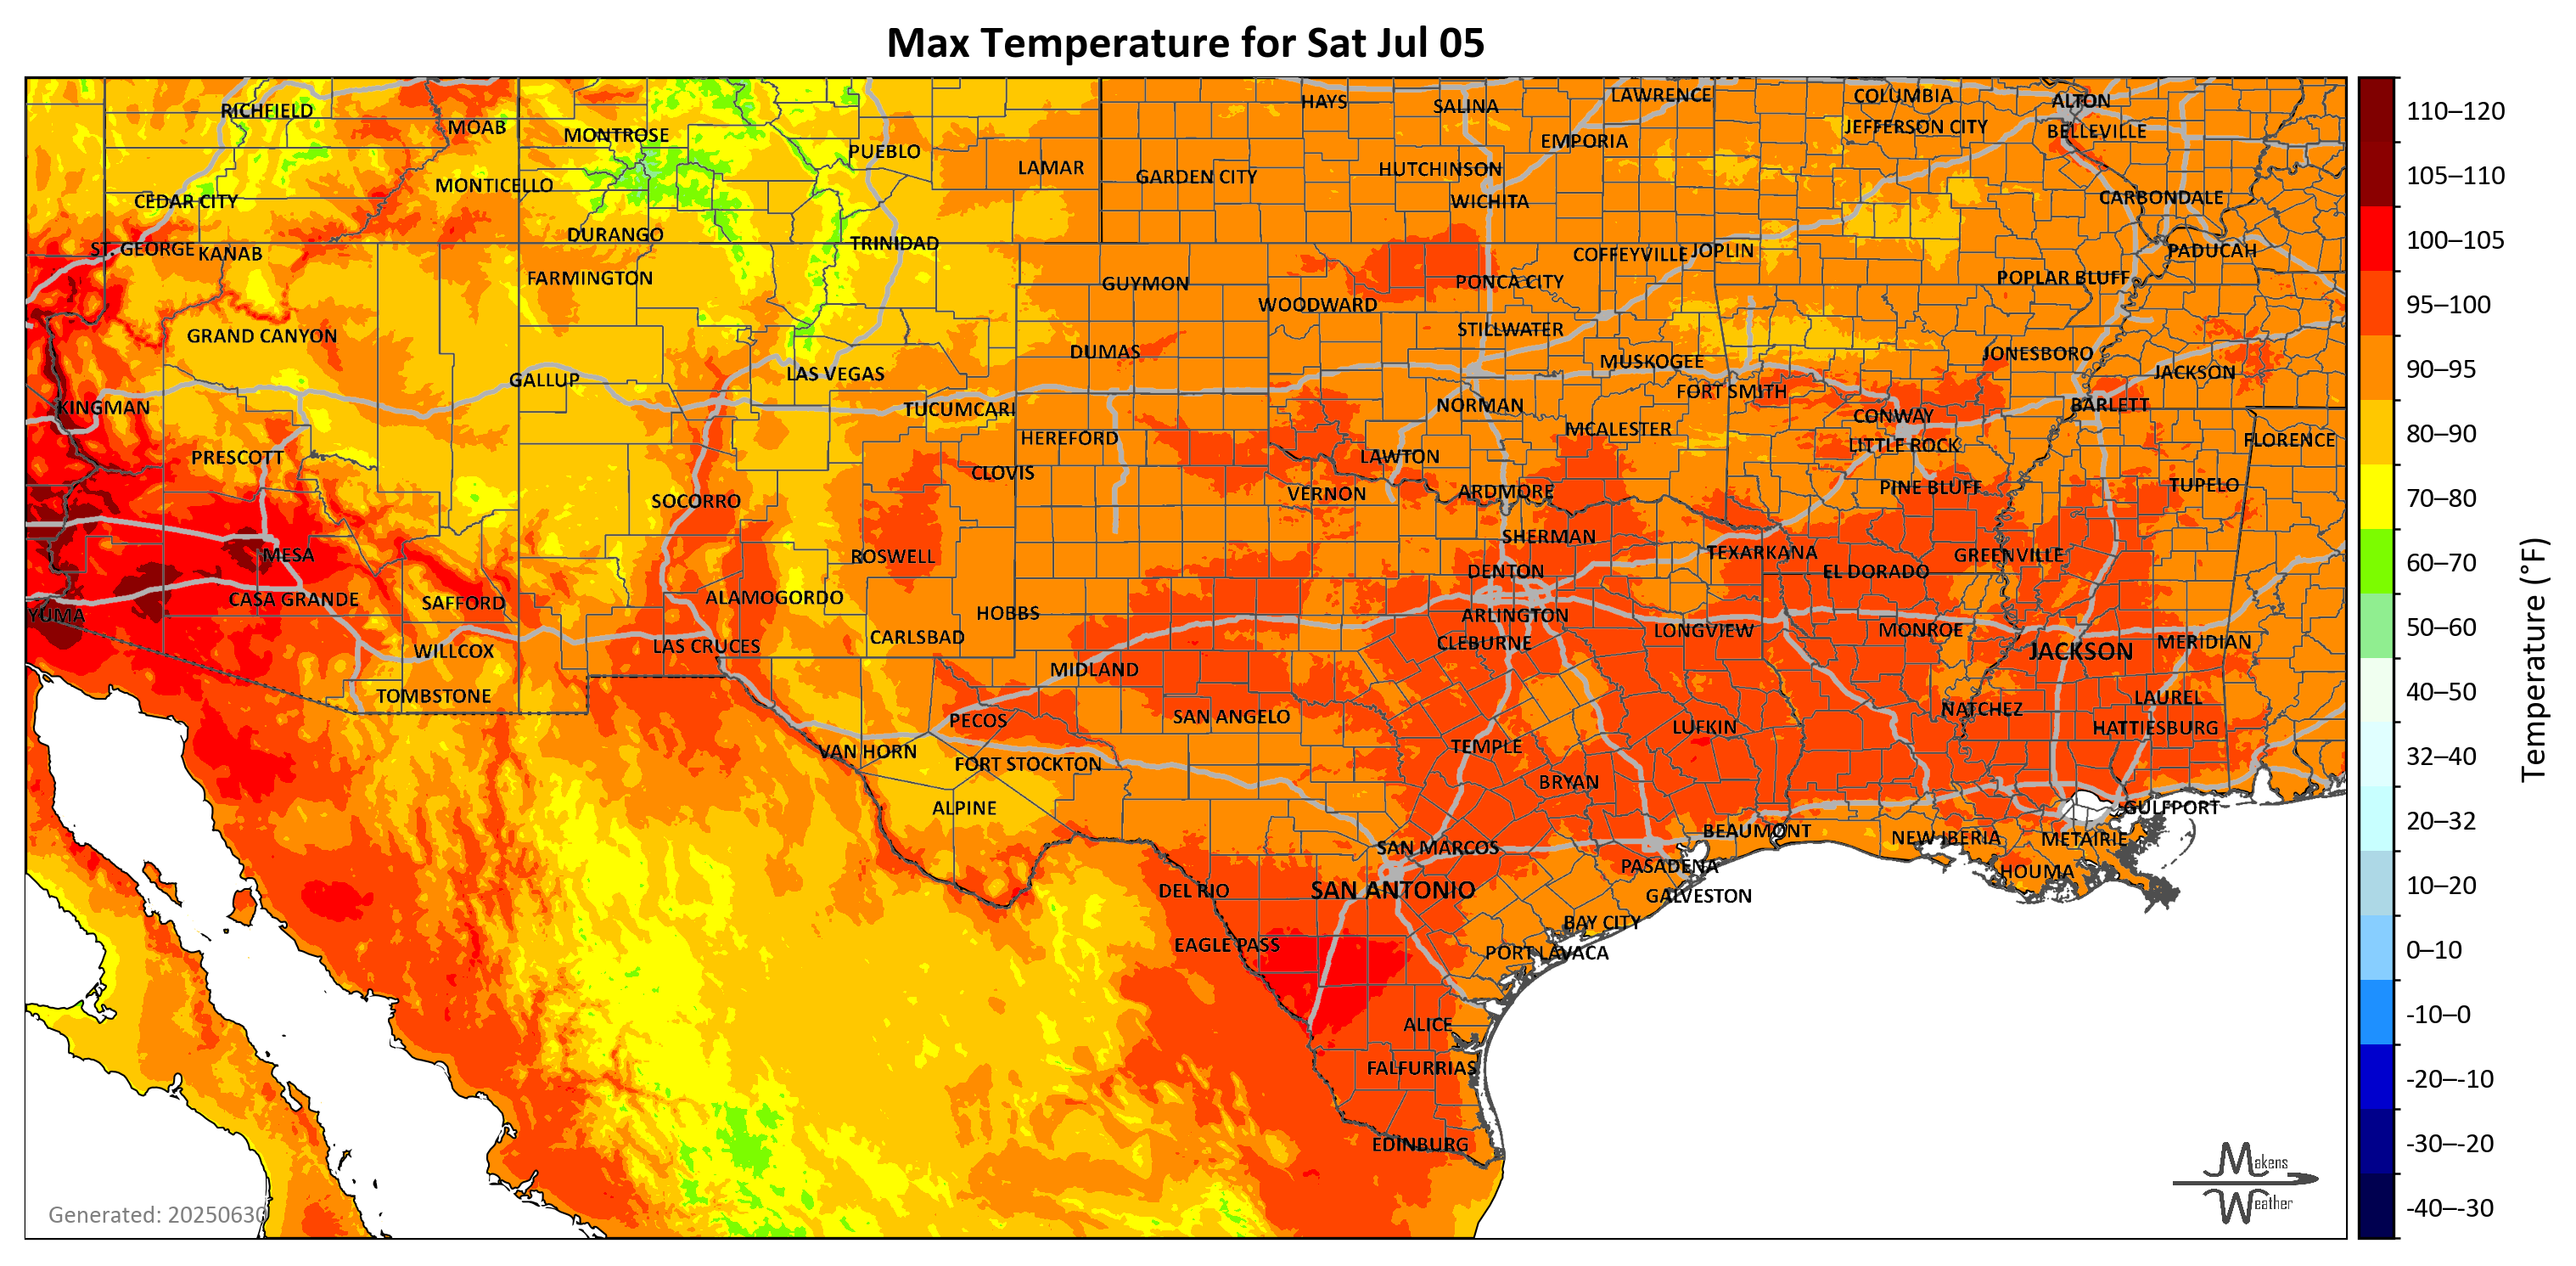 Max Temperature for Sat Jul 05
RICHFIELD
MOAB
MONTROSE
PUEBLO
LAMAR
GARDEN CITY
HAYS
SALINA
LAWRENCE
EMPORIA
HUTCHINSON
WICHITA
COLUMBIA
JEFFERSON CITY
ALTON
BELLEVILLE
CARBONDALE
CEDAR CITY
MONTICELLO
DURANGO
TRINIDAD
ST. GEORGE
KANAB
FARMINGTON
GUYMON
WOODWARD
PONCA CITY
COFFEYVILLE
JOPLIN
POPLAR BLUFF
PADUCAH
GRAND CANYON
GALLUP
LAS VEGAS
DUMAS
STILLWATER
MUSKOGEE
FORT SMITH
JONESBORO
JACKSON
KINGMAN
TUCUMCARI
HEREFORD
NORMAN
MCALESTER
CONWAY
LITTLE ROCK
BARLETT
FLORENCE
PRESCOTT
SOCORRO
CLOVIS
LAWTON
VERNON
ARDMORE
PINE BLUFF
TUPELO
MESA
ROSWELL
SHERMAN
DENTON
TEXARKANA
EL DORADO
GREENVILLE
YUMA
CASA GRANDE
SAFFORD
ALAMOGORDO
HOBBS
ARLINGTON
CLEBURNE
LONGVIEW
MONROE
JACKSON
MERIDIAN
WILLCOX
LAS CRUCES
CARLSBAD
MIDLAND
TOMBSTONE
PECOS
SAN ANGELO
LUFKIN
NATCHEZ
LAUREL
HATTIESBURG
VAN HORN
FORT STOCKTON
TEMPLE
BRYAN
ALPINE
SAN MARCOS
BEAUMONT
NEW IBERIA
METAIRIE
GULFPORT
DEL RIO
SAN ANTONIO
PASADENA
GALVESTON
HOUMA
EAGLE PASS
BAY CITY
PORT LAVACA
ALICE
FALFURRIAS
EDINBURG
Generated: 20250630
Makens
Weather
110–120
105–110
100–105
95–100
90–95
80–90
70–80
60–70
50–60
40–50
32–40
20–32
10–20
0–10
-10–0
-20–-10
-30–-20
-40–-30
Temperature (°F)